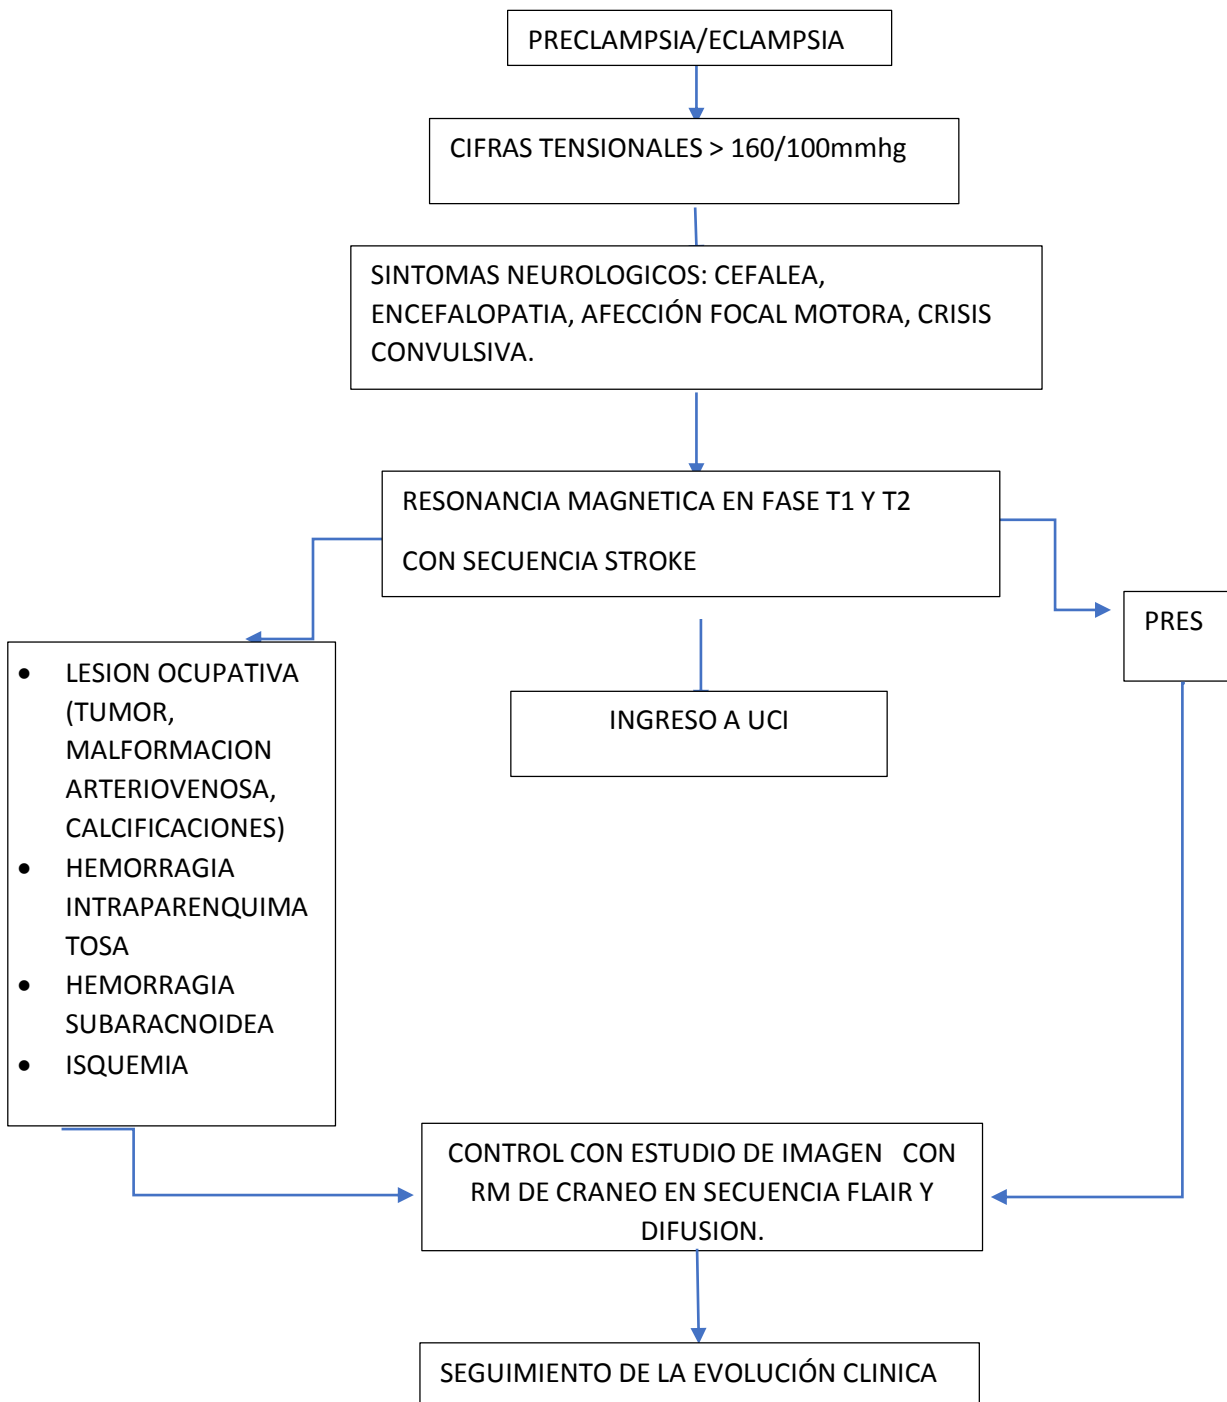 PRECLAMPSIA/ECLAMPSIA
CIFRAS TENSIONALES > 160/100mmhg
SINTOMAS NEUROLOGICOS: CEFALEA,
ENCEFALOPATIA, AFECCIÓN FOCAL MOTORA, CRISIS
CONVULSIVA.
RESONANCIA MAGNETICA EN FASE T1 Y T2
CON SECUENCIA STROKE
PRES
• LESION OCUPATIVA
(TUMOR,
MALFORMACION
ARTERIOVENOSA,
CALCIFICACIONES)
• HEMORRAGIA
INTRAPARENQUIMA
TOSA
• HEMORRAGIA
SUBARACNOIDEA
• ISQUEMIA
INGRESO A UCI
CONTROL CON ESTUDIO DE IMAGEN CON
RM DE CRANEO EN SECUENCIA FLAIR Y
DIFUSION.
SEGUIMIENTO DE LA EVOLUCIÓN CLINICA